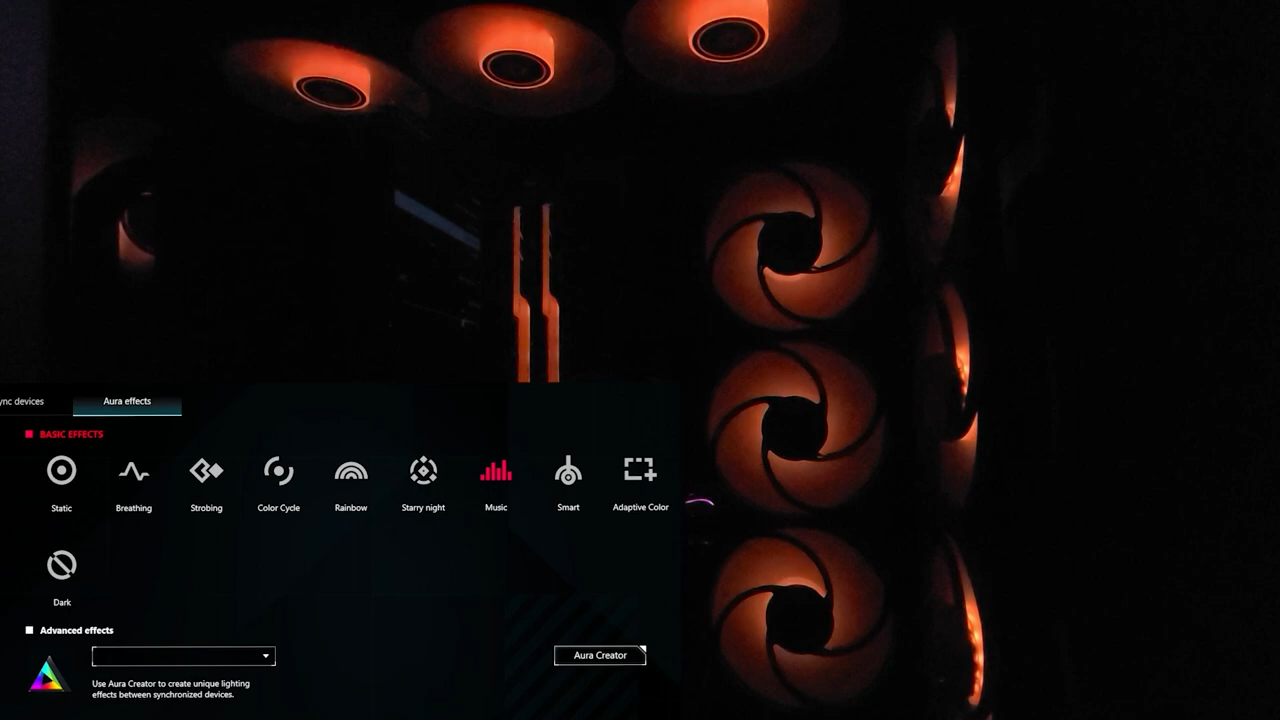 ync devices
Aura effects
BASIC EFFECTS
Static
Breathing
Strobing
Color Cycle
Rainbow
Starry night
Music
Smart
Adaptive Color
Dark
Advanced effects
Aura Creator
Use Aura Creator to create unique lighting
effects between synchronized devices.